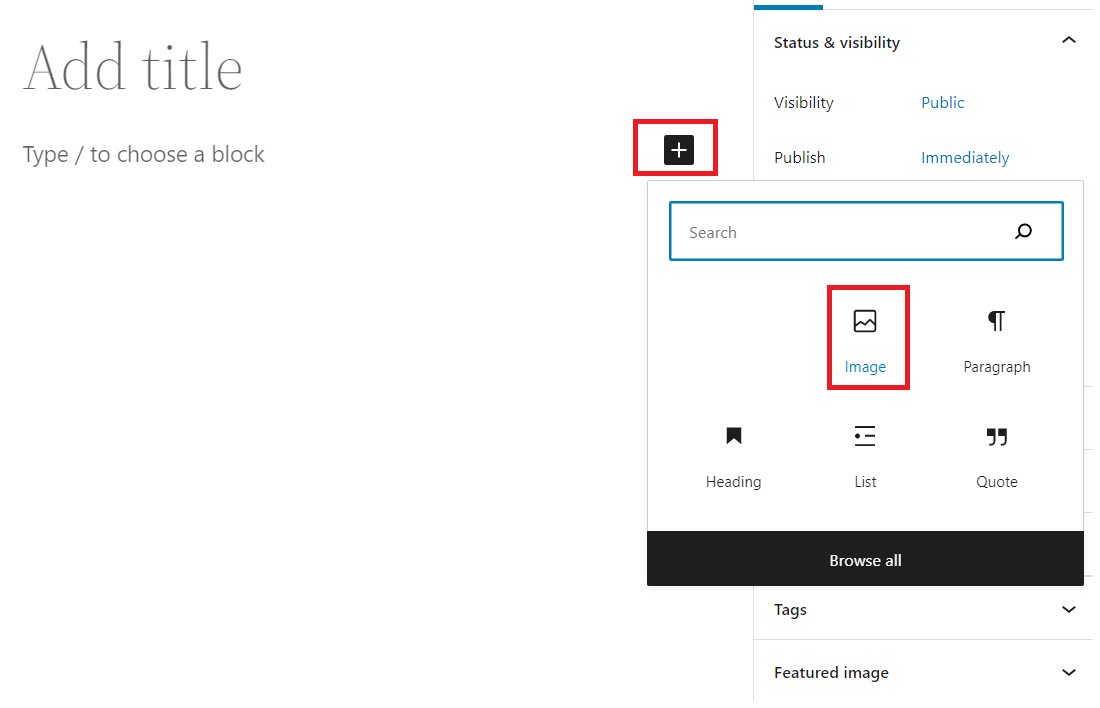 Add title
Type / to choose a block
Status & visibility
Visibility Public
Publish Immediately
Search
Image Paragraph
Heading List Quote
Browse all
Tags
Featured image